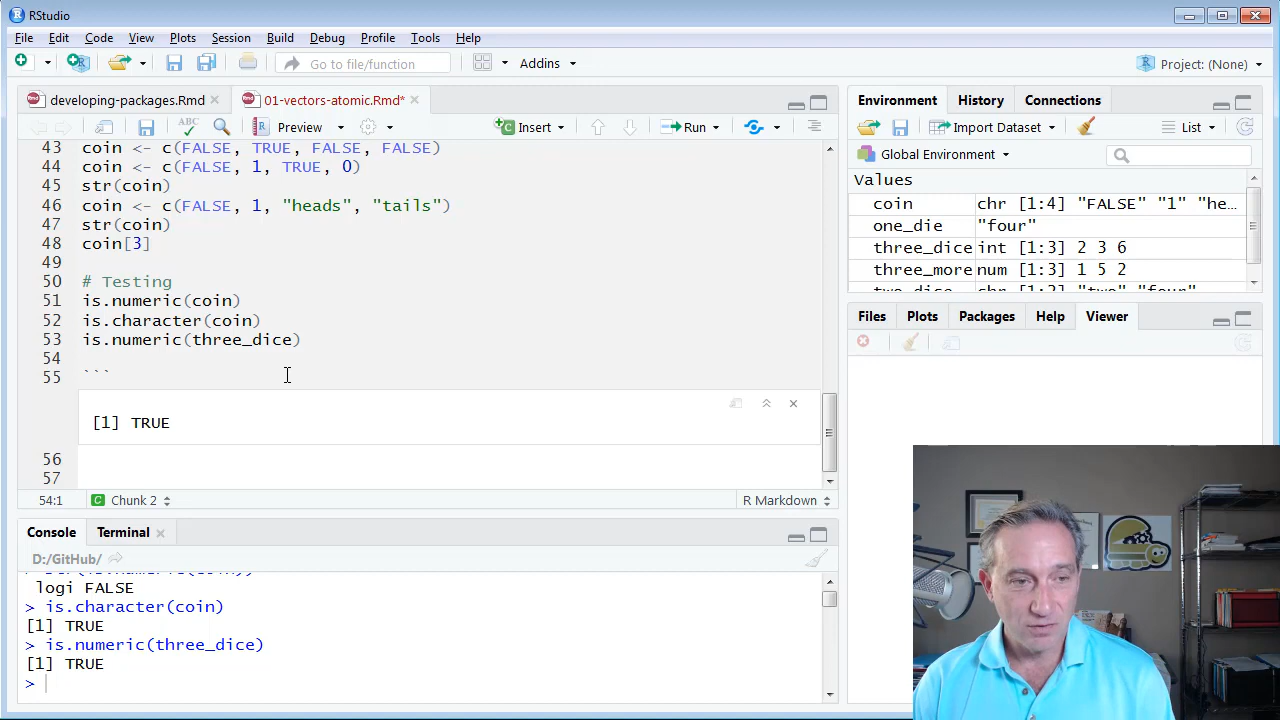 RStudio
File Edit Code View Plots Session Build Debug Profile Tools Help
Go to file/function Addins Project: (None)
developing-packages.Rmd 01-vectors-atomic.Rmd*
Preview Insert Run
43 coin <- c(FALSE, TRUE, FALSE, FALSE)
44 coin <- c(FALSE, 1, TRUE, 0)
45 str(coin)
46 coin <- c(FALSE, 1, "heads", "tails")
47 str(coin)
48 coin[3]
49
50 # Testing
51 is.numeric(coin)
52 is.character(coin)
53 is.numeric(three_dice)
54
55 ```
[1] TRUE
56
57
54:1 Chunk 2 R Markdown
Console Terminal
D:/GitHub/
logi FALSE
> is.character(coin)
[1] TRUE
> is.numeric(three_dice)
[1] TRUE
>
Environment History Connections
Import Dataset List
Global Environment
Values
coin chr [1:4] "FALSE" "1" "he…
one_die "four"
three_dice int [1:3] 2 3 6
three_more num [1:3] 1 5 2
two_dice chr [1:2] "two" "four"
Files Plots Packages Help Viewer